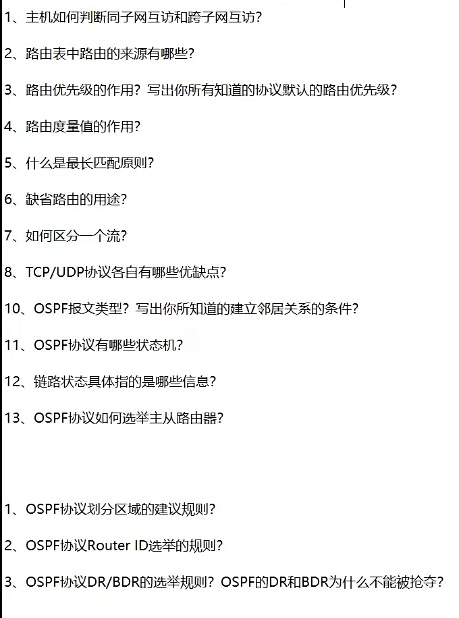 1、主机如何判断同子网互访和跨子网互访？
2、路由表中路由的来源有哪些？
3、路由优先级的作用？写出你所有知道的协议默认的路由优先级？
4、路由度量值的作用？
5、什么是最长匹配原则？
6、缺省路由的用途？
7、如何区分一个流？
8、TCP/UDP协议各自有哪些优缺点？
10、OSPF报文类型？写出你所知道的建立邻居关系的条件？
11、OSPF协议有哪些状态机？
12、链路状态具体指的是哪些信息？
13、OSPF协议如何选举主从路由器？
1、OSPF协议划分区域的建议规则？
2、OSPF协议Router ID选举的规则？
3、OSPF协议DR/BDR的选举规则？OSPF的DR和BDR为什么不能被抢夺？